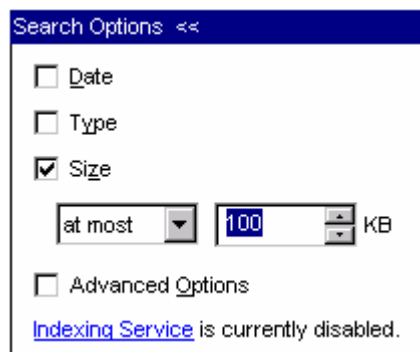 Search Options <<
Date
Type
Size
at most 100 KB
Advanced Options
Indexing Service is currently disabled.